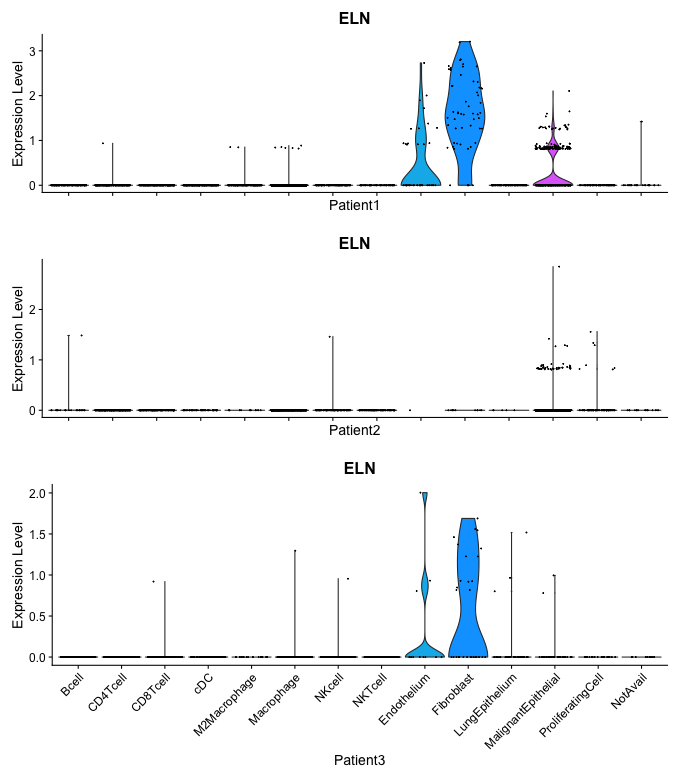 ELN
Expression Level
3
2
1
0
Patient1
ELN
Expression Level
2
1
0
Patient2
ELN
Expression Level
2.0
1.5
1.0
0.5
0.0
Bcell
CD4Tcell
CD8Tcell
cDC
M2Macrophage
Macrophage
NKcell
NKTcell
Endothelium
Fibroblast
LungEpithelium
MalignantEpithelial
ProliferatingCell
NotAvail
Patient3